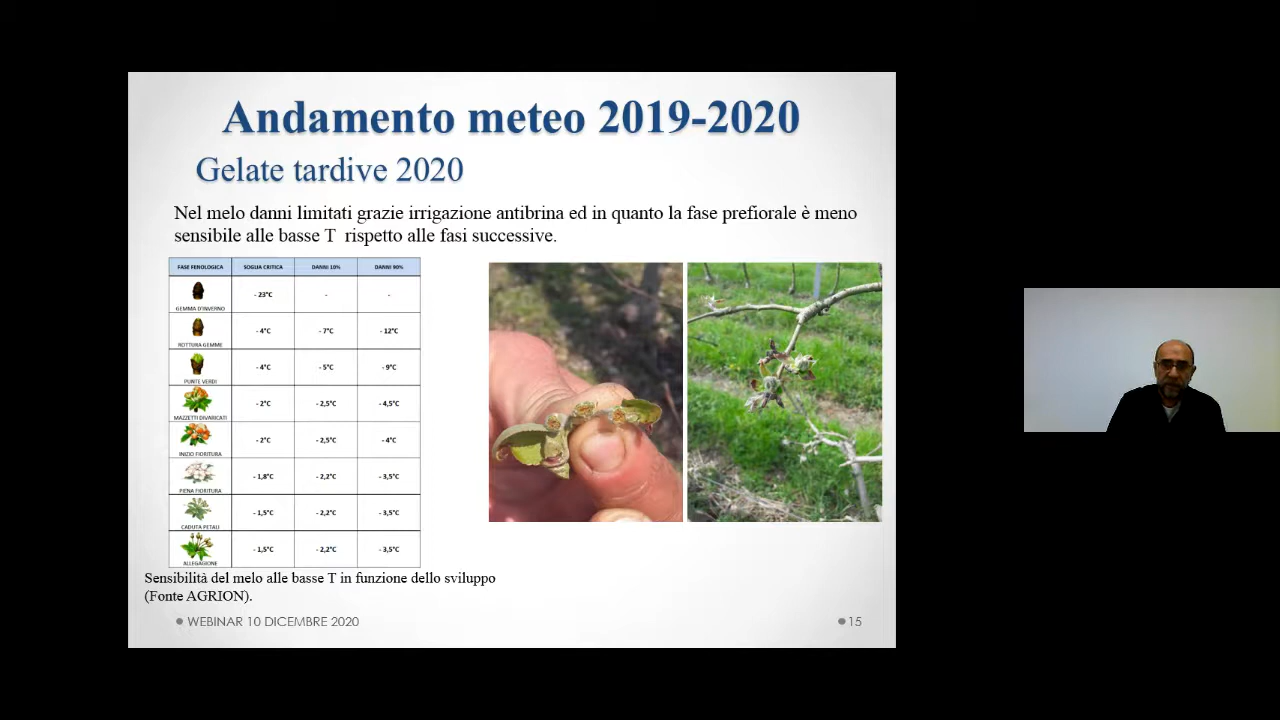 Andamento meteo 2019-2020
Gelate tardive 2020
Nel melo danni limitati grazie irrigazione antibrina ed in quanto la fase prefiorale è meno
sensibile alle basse T rispetto alle fasi successive.
FASE FENOLOGICA SOGLIA CRITICA DANNI 10% DANNI 90%
GEMMA D'INVERNO - 23°C - -
ROTTURA GEMME - 4°C - 7°C - 12°C
PUNTE VERDI - 4°C - 5°C - 9°C
MAZZETTI DIVARICATI - 2°C - 2,5°C - 4,5°C
INIZIO FIORITURA - 2°C - 2,5°C - 4°C
PIENA FIORITURA - 1,8°C - 2,2°C - 3,5°C
CADUTA PETALI - 1,5°C - 2,2°C - 3,5°C
ALLEGAGIONE - 1,5°C - 2,2°C - 3,5°C
Sensibilità del melo alle basse T in funzione dello sviluppo
(Fonte AGRION).
WEBINAR 10 DICEMBRE 2020
15